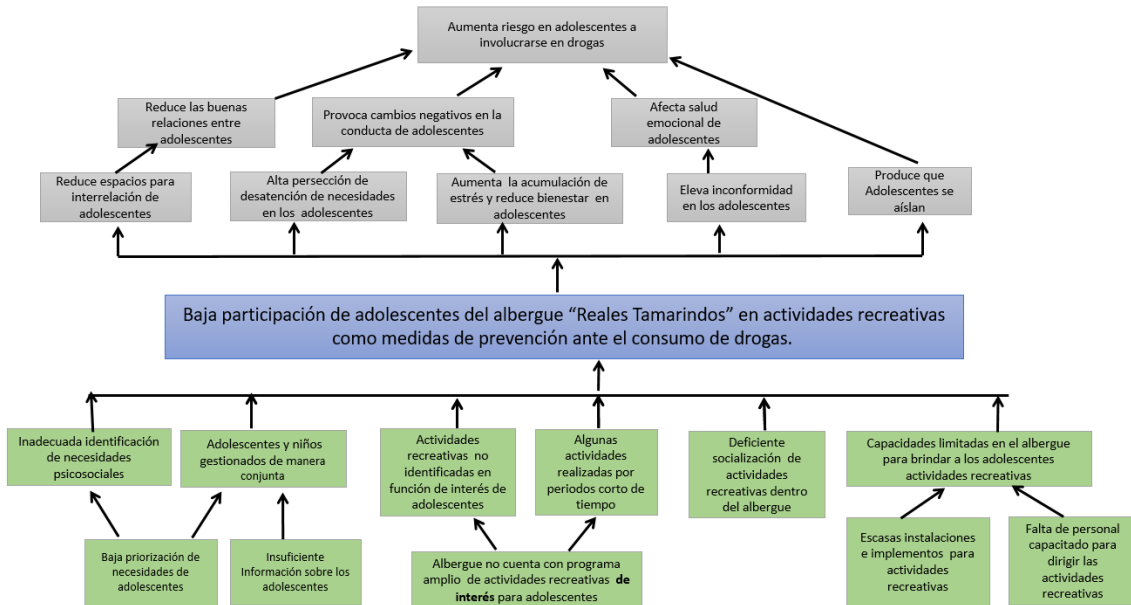 Aumenta riesgo en adolescentes a
involucrarse en drogas
Reduce las buenas
relaciones entre
adolescentes
Provoca cambios negativos en la
conducta de adolescentes
Afecta salud
emocional de
adolescentes
Reduce espacios para
interrelación de
adolescentes
Alta persección de
desatención de necesidades
en los adolescentes
Aumenta la acumulación de
estrés y reduce bienestar en
adolescentes
Eleva inconformidad
en los adolescentes
Produce que
Adolescentes se
aíslan
Baja participación de adolescentes del albergue “Reales Tamarindos” en actividades recreativas
como medidas de prevención ante el consumo de drogas.
Inadecuada identificación
de necesidades
psicosociales
Adolescentes y niños
gestionados de manera
conjunta
Actividades
recreativas no
identificadas en
función de interés de
adolescentes
Algunas
actividades
realizadas por
periodos corto de
tiempo
Deficiente
socialización de
actividades
recreativas dentro
del albergue
Capacidades limitadas en el albergue
para brindar a los adolescentes
actividades recreativas
Baja priorización de
necesidades de
adolescentes
Insuficiente
Información sobre los
adolescentes
Albergue no cuenta con programa
amplio de actividades recreativas de
interés para adolescentes
Escasas instalaciones
e implementos para
actividades
recreativas
Falta de personal
capacitado para
dirigir las
actividades
recreativas